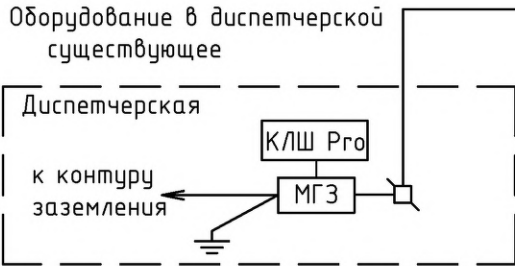 Оборудование в диспетчерской
существующее
Диспетчерская
КЛШ Pro
МГЗ
к контуру
заземления